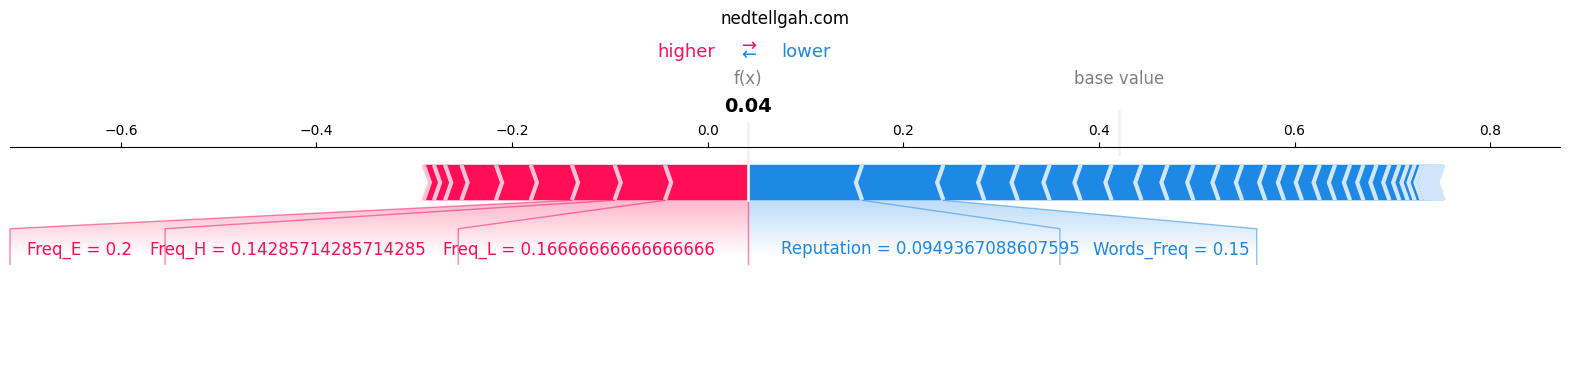 nedtellgah.com
higher ⇄ lower
f(x) base value
0.04
−0.6 −0.4 −0.2 0.0 0.2 0.4 0.6 0.8
Freq_E = 0.2 Freq_H = 0.14285714285714285 Freq_L = 0.16666666666666666 Reputation = 0.0949367088607595 Words_Freq = 0.15